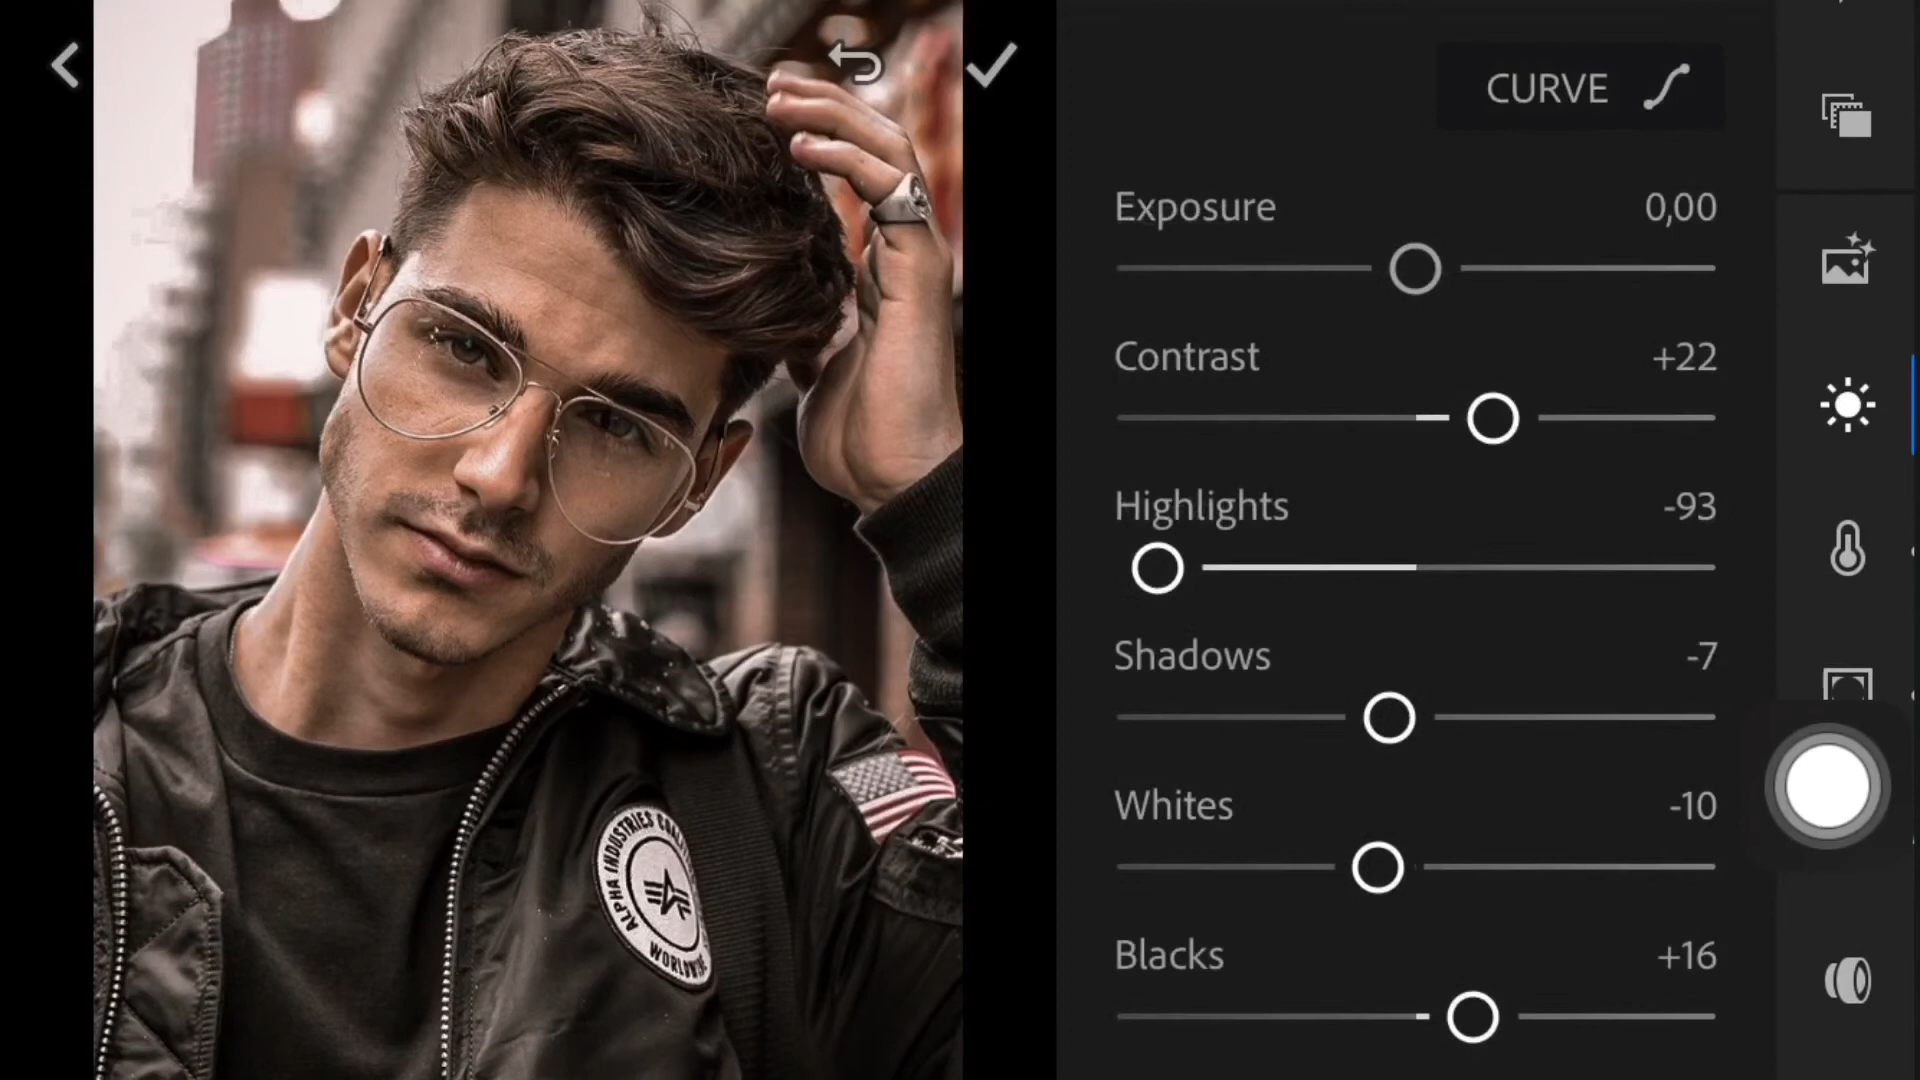 CURVE
Exposure 0,00
Contrast +22
Highlights -93
Shadows -7
Whites -10
Blacks +16
ALPHA INDUSTRIES
WORLDWIDE